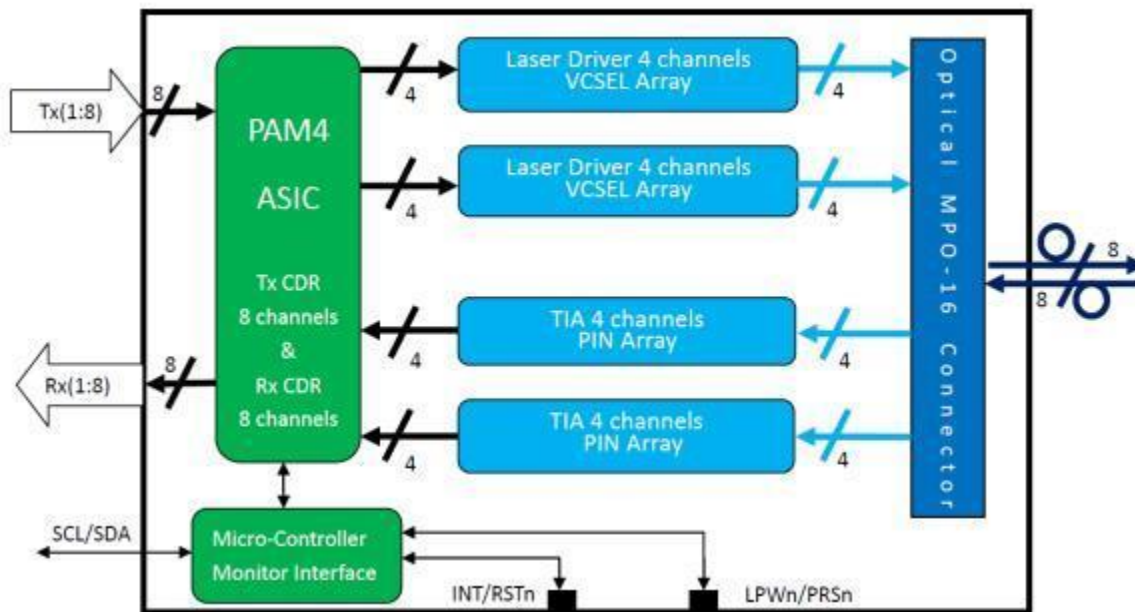 Tx(1:8)
8
PAM4
ASIC
Tx CDR
8 channels
&
Rx CDR
8 channels
Rx(1:8)
8
4
Laser Driver 4 channels
VCSEL Array
4
4
Laser Driver 4 channels
VCSEL Array
4
4
TIA 4 channels
PIN Array
4
4
TIA 4 channels
PIN Array
4
Optical MPO-16 Connector
8
8
SCL/SDA
Micro-Controller
Monitor Interface
INT/RSTn
LPWn/PRSn